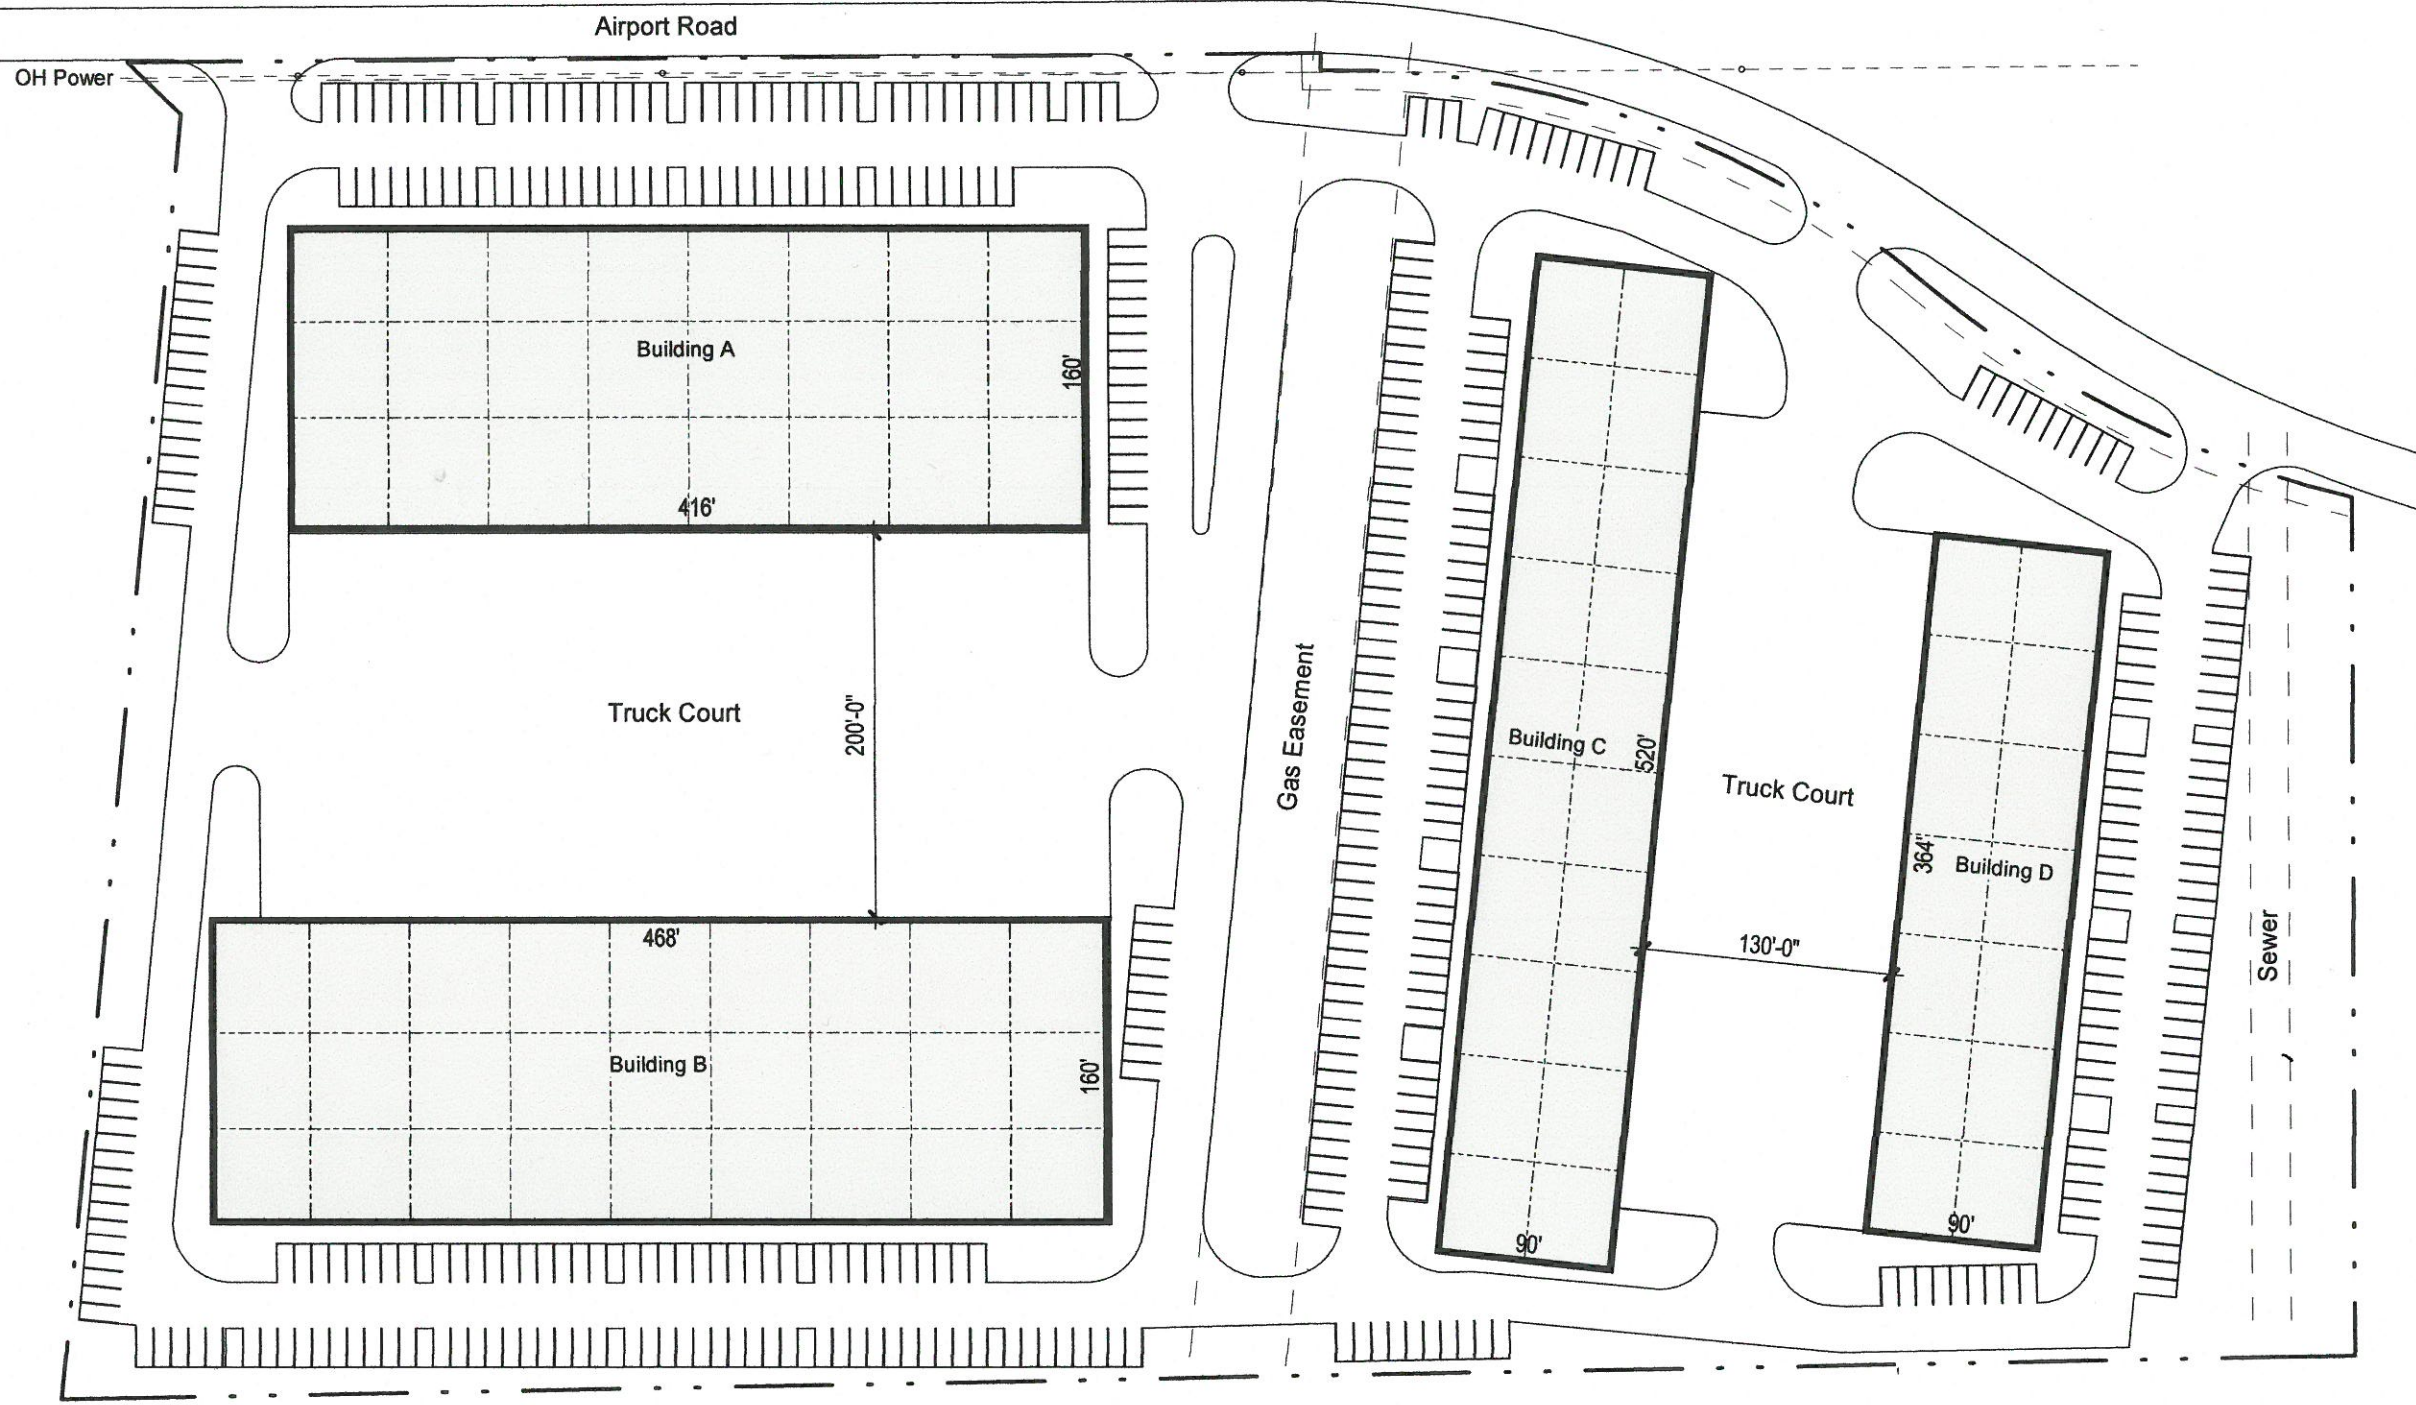 Airport Road
OH Power
Building A
160'
416'
Truck Court
200'-0"
468'
Building B
160'
Gas Easement
Building C
520'
90'
Truck Court
130'-0"
364'
Building D
90'
Sewer